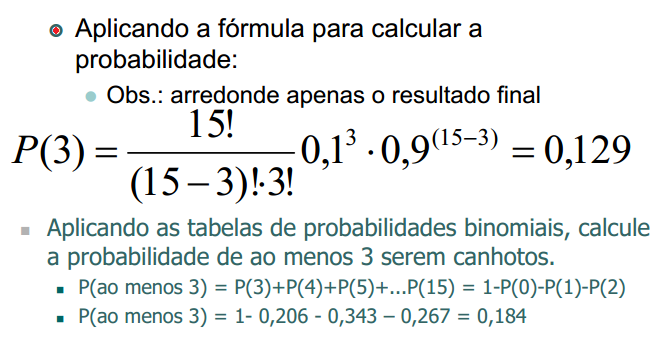 Aplicando a fórmula para calcular a
probabilidade:
Obs.: arredonde apenas o resultado final
P(3) = 15! / (15 − 3)!·3! 0,1^3 · 0,9^(15−3) = 0,129
Aplicando as tabelas de probabilidades binomiais, calcule
a probabilidade de ao menos 3 serem canhotos.
P(ao menos 3) = P(3)+P(4)+P(5)+...P(15) = 1-P(0)-P(1)-P(2)
P(ao menos 3) = 1- 0,206 - 0,343 – 0,267 = 0,184